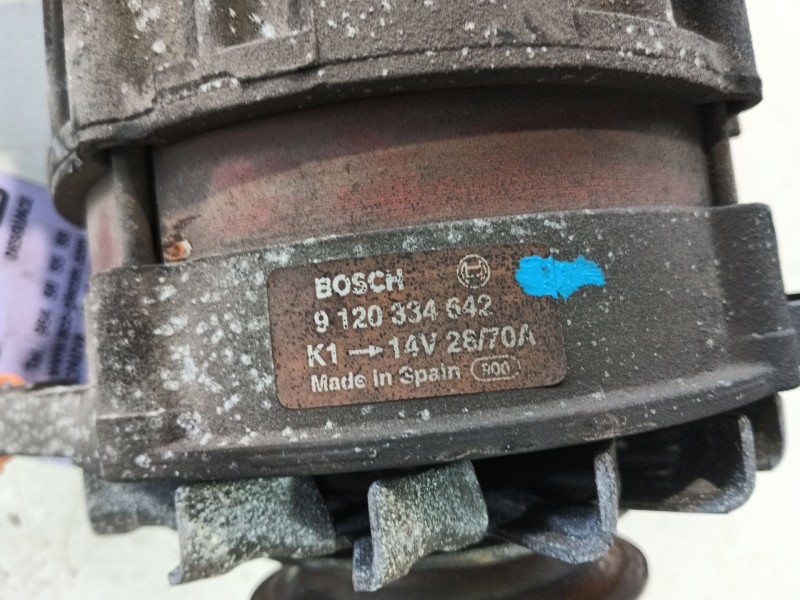 BOSCH
9 120 334 642
K1 → 14V 28/70A
Made in Spain